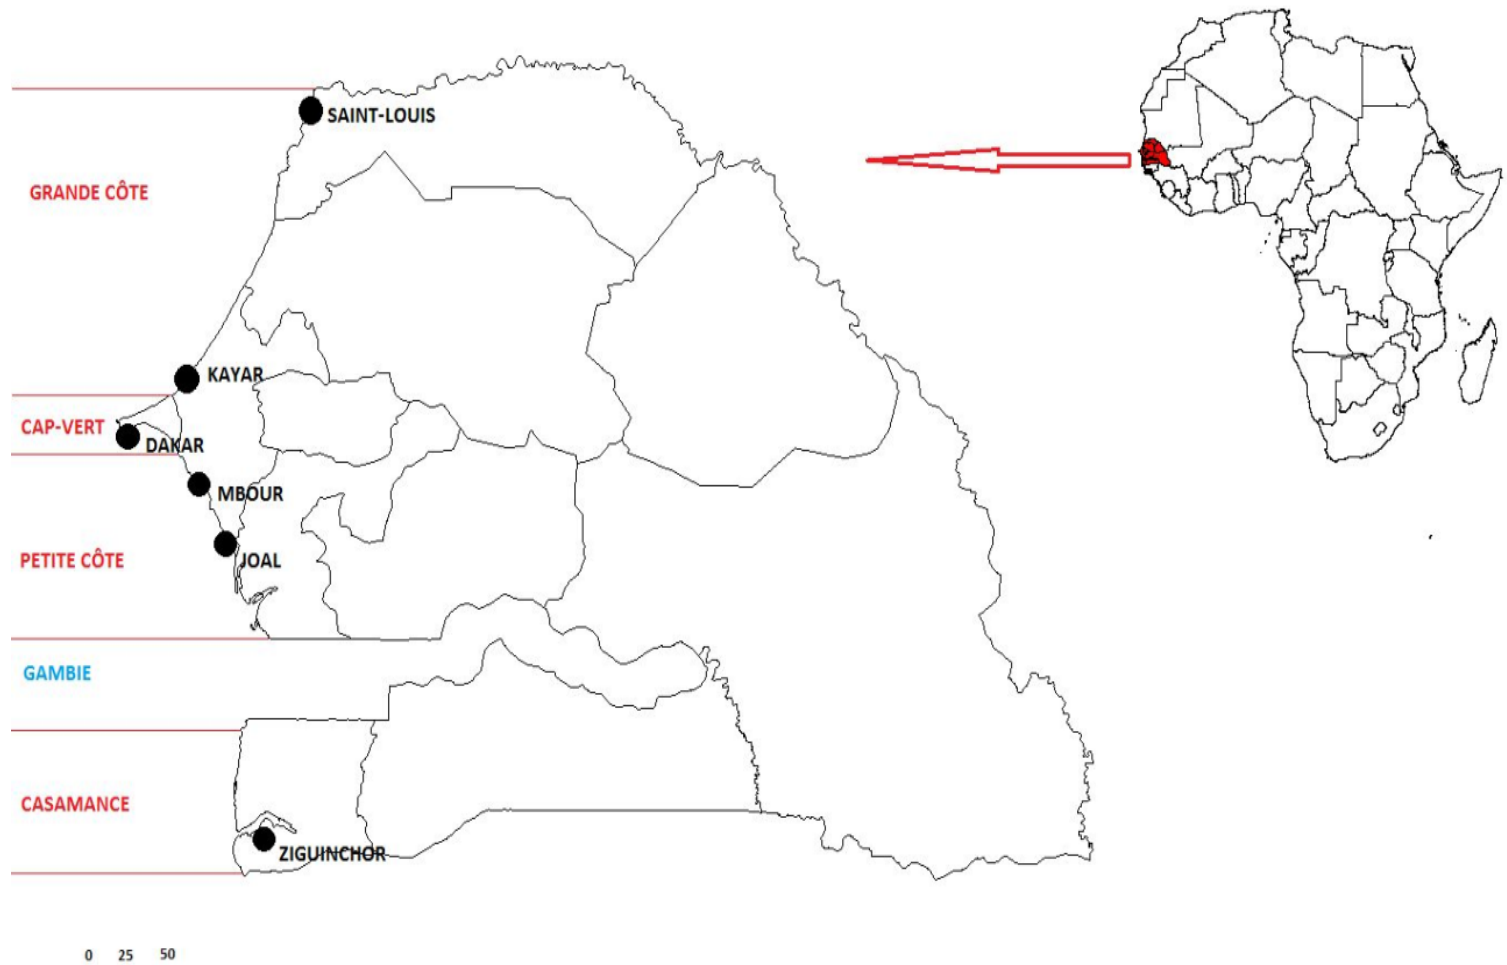 SAINT-LOUIS
GRANDE CÔTE
KAYAR
CAP-VERT
DAKAR
MBOUR
PETITE CÔTE
JOAL
GAMBIE
CASAMANCE
ZIGUINCHOR
0 25 50